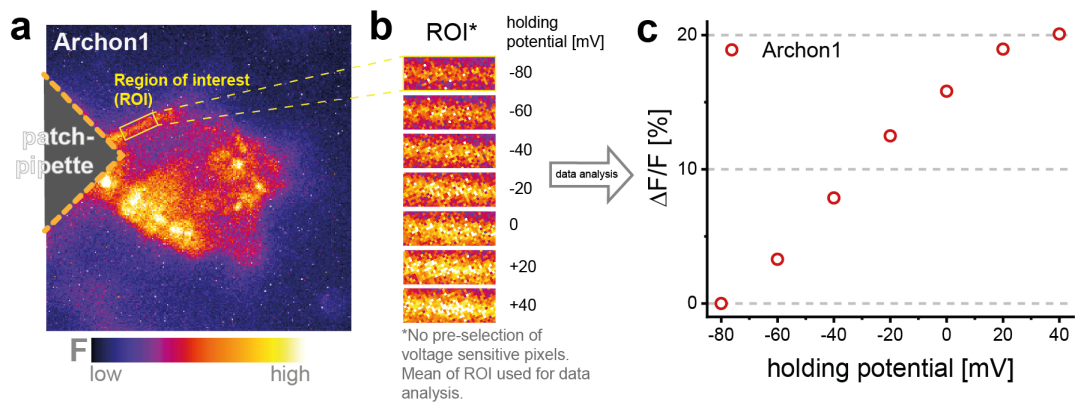 a
Archon1
Region of interest
(ROI)
patch-
pipette
F
low
high
b
ROI*
holding
potential [mV]
-80
-60
-40
-20
0
+20
+40
*No pre-selection of
voltage sensitive pixels.
Mean of ROI used for data
analysis.
data analysis
c
Archon1
ΔF/F [%]
20
10
0
-80 -60 -40 -20 0 20 40
holding potential [mV]